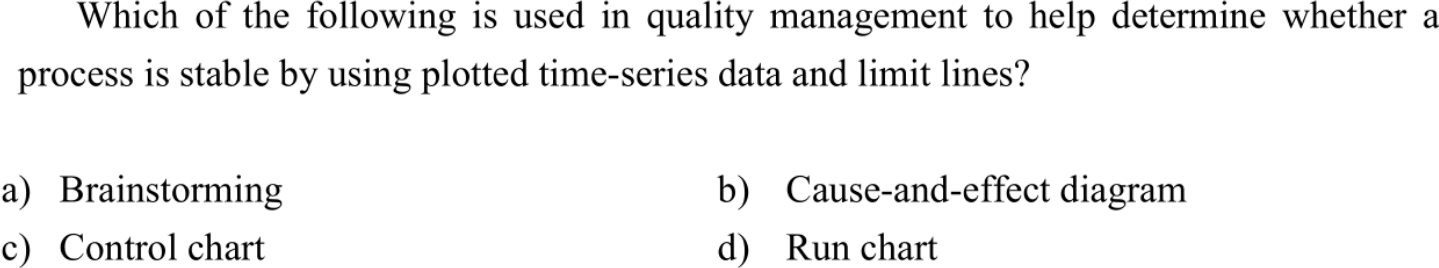 Which of the following is used in quality management to help determine whether a
process is stable by using plotted time-series data and limit lines?
a) Brainstorming b) Cause-and-effect diagram
c) Control chart d) Run chart